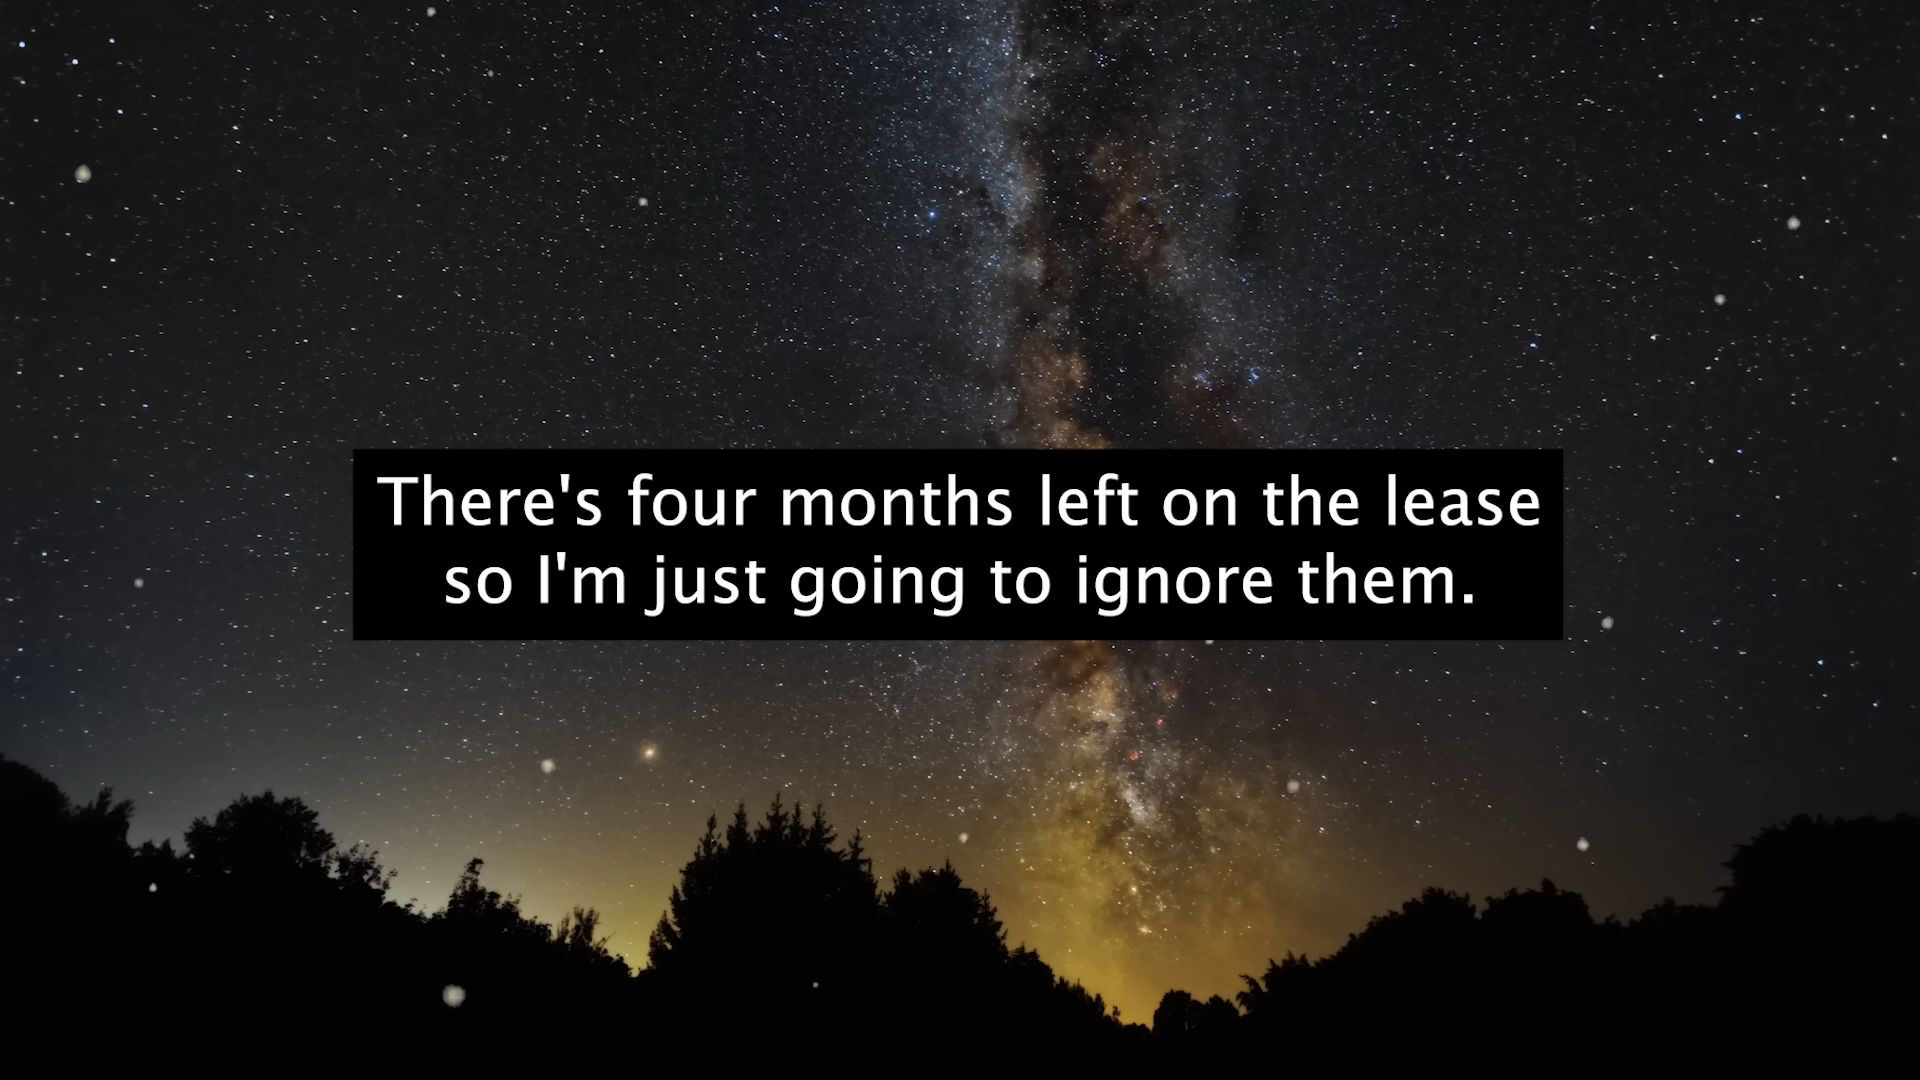 There's four months left on the lease
so I'm just going to ignore them.